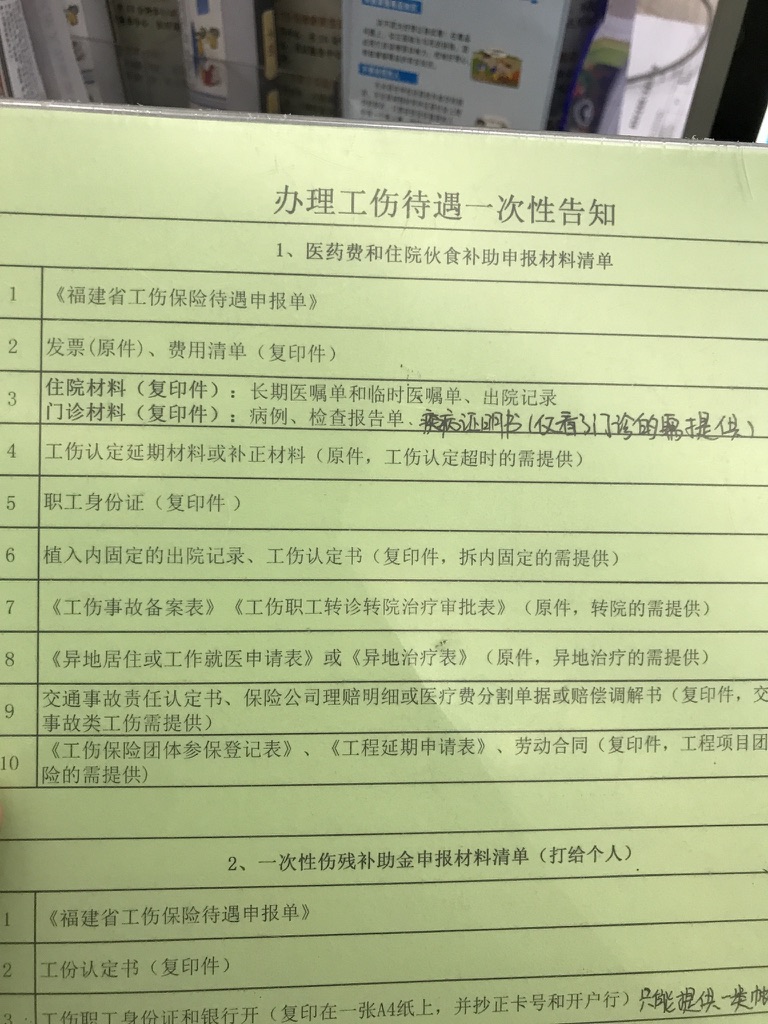 办理工伤待遇一次性告知
1、医药费和住院伙食补助申报材料清单
1 《福建省工伤保险待遇申报单》
2 发票(原件)、费用清单（复印件）
3 住院材料（复印件）：长期医嘱单和临时医嘱单、出院记录
门诊材料（复印件）：病例、检查报告单、疾病证明书(仅看了门诊的需提供)
4 工伤认定延期材料或补正材料（原件，工伤认定超时的需提供）
5 职工身份证（复印件 ）
6 植入内固定的出院记录、工伤认定书（复印件，拆内固定的需提供）
7 《工伤事故备案表》《工伤职工转诊转院治疗审批表》（原件，转院的需提供）
8 《异地居住或工作就医申请表》或《异地治疗表》（原件，异地治疗的需提供）
9 交通事故责任认定书、保险公司理赔明细或医疗费分割单据或赔偿调解书（复印件，交
事故类工伤需提供）
10 《工伤保险团体参保登记表》、《工程延期申请表》、劳动合同（复印件，工程项目团
险的需提供)
2、一次性伤残补助金申报材料清单（打给个人）
1 《福建省工伤保险待遇申报单》
2 工份认定书（复印件）
3 工伤职工身份证和银行开（复印在一张A4纸上，并抄正卡号和开户行）只能提供一类帐